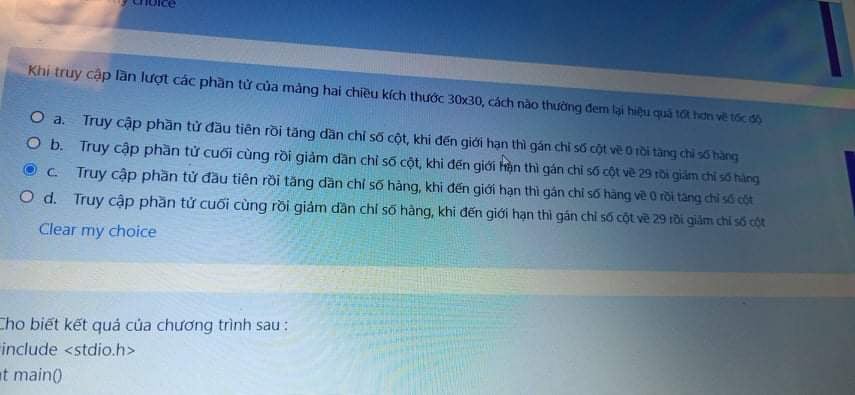 choice
Khi truy cập lần lượt các phần tử của mảng hai chiều kích thước 30x30, cách nào thường đem lại hiệu quả tốt hơn về tốc độ
a. Truy cập phần tử đầu tiên rồi tăng dần chỉ số cột, khi đến giới hạn thì gán chỉ số cột về 0 rồi tăng chỉ số hàng
b. Truy cập phần tử cuối cùng rồi giảm dần chỉ số cột, khi đến giới hạn thì gán chỉ số cột về 29 rồi giảm chỉ số hàng
c. Truy cập phần tử đầu tiên rồi tăng dần chỉ số hàng, khi đến giới hạn thì gán chỉ số hàng về 0 rồi tăng chỉ số cột
d. Truy cập phần tử cuối cùng rồi giảm dần chỉ số hàng, khi đến giới hạn thì gán chỉ số cột về 29 rồi giảm chỉ số cột
Clear my choice
Cho biết kết quả của chương trình sau :
include <stdio.h>
t main()